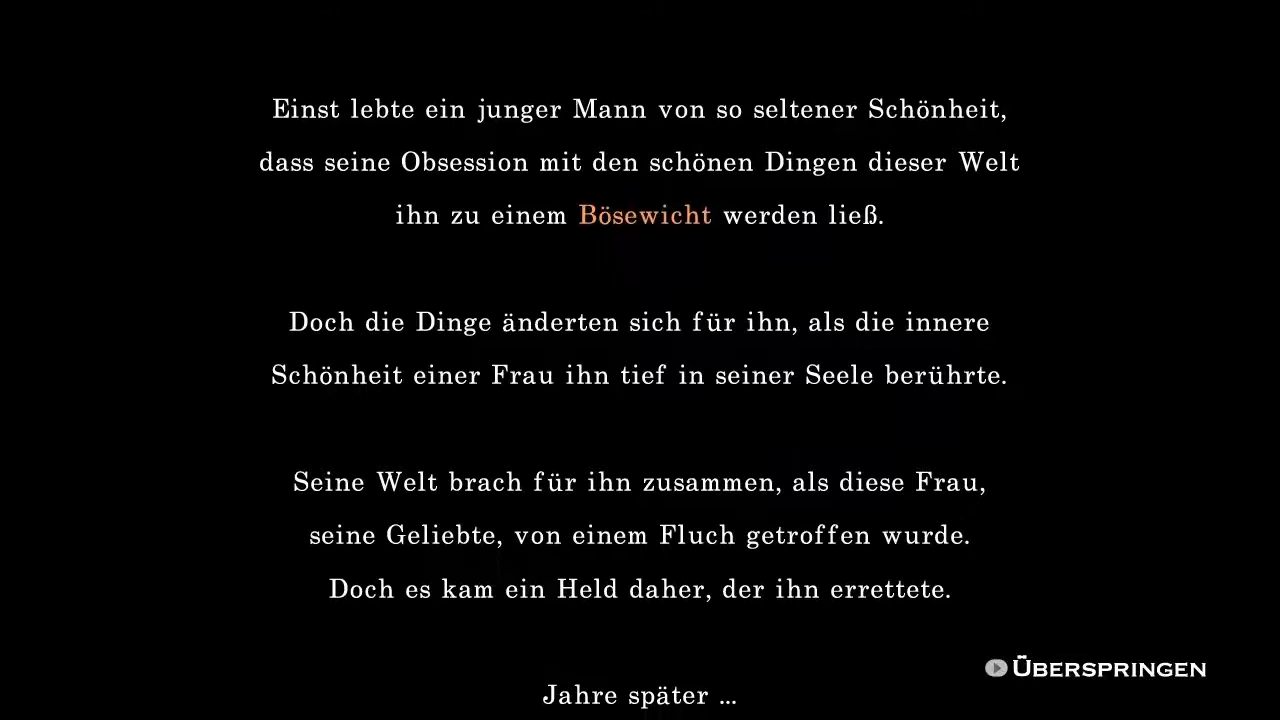 Einst lebte ein junger Mann von so seltener Schönheit,
dass seine Obsession mit den schönen Dingen dieser Welt
ihn zu einem Bösewicht werden ließ.
Doch die Dinge änderten sich für ihn, als die innere
Schönheit einer Frau ihn tief in seiner Seele berührte.
Seine Welt brach für ihn zusammen, als diese Frau,
seine Geliebte, von einem Fluch getroffen wurde.
Doch es kam ein Held daher, der ihn errettete.
ÜBERSPRINGEN
Jahre später ...